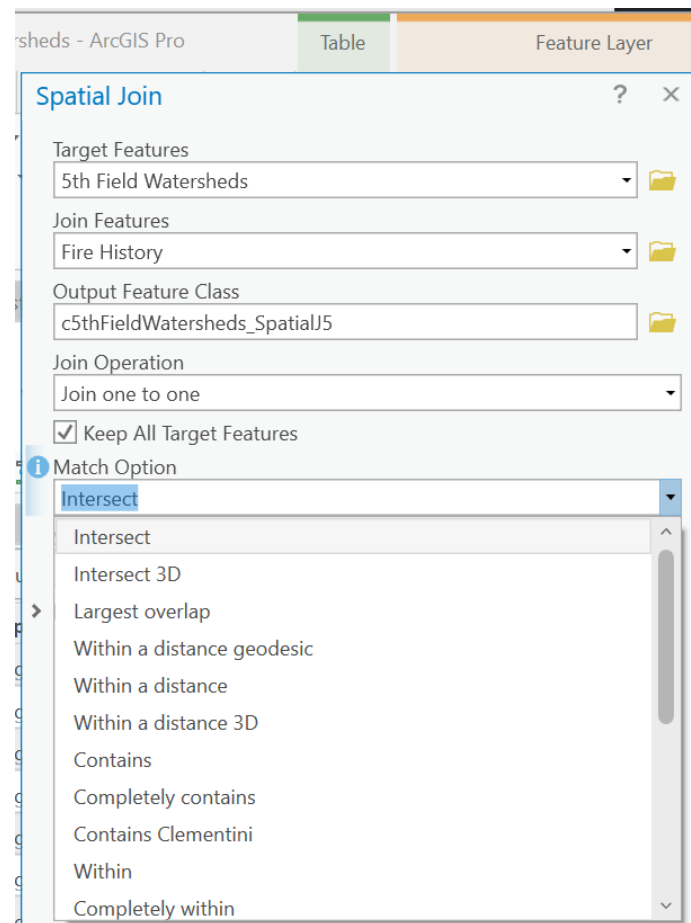 rsheds - ArcGIS Pro Table Feature Layer
Spatial Join ? ×
Target Features
5th Field Watersheds
Join Features
Fire History
Output Feature Class
c5thFieldWatersheds_SpatialJ5
Join Operation
Join one to one
Keep All Target Features
Match Option
Intersect
Intersect
Intersect 3D
Largest overlap
Within a distance geodesic
Within a distance
Within a distance 3D
Contains
Completely contains
Contains Clementini
Within
Completely within